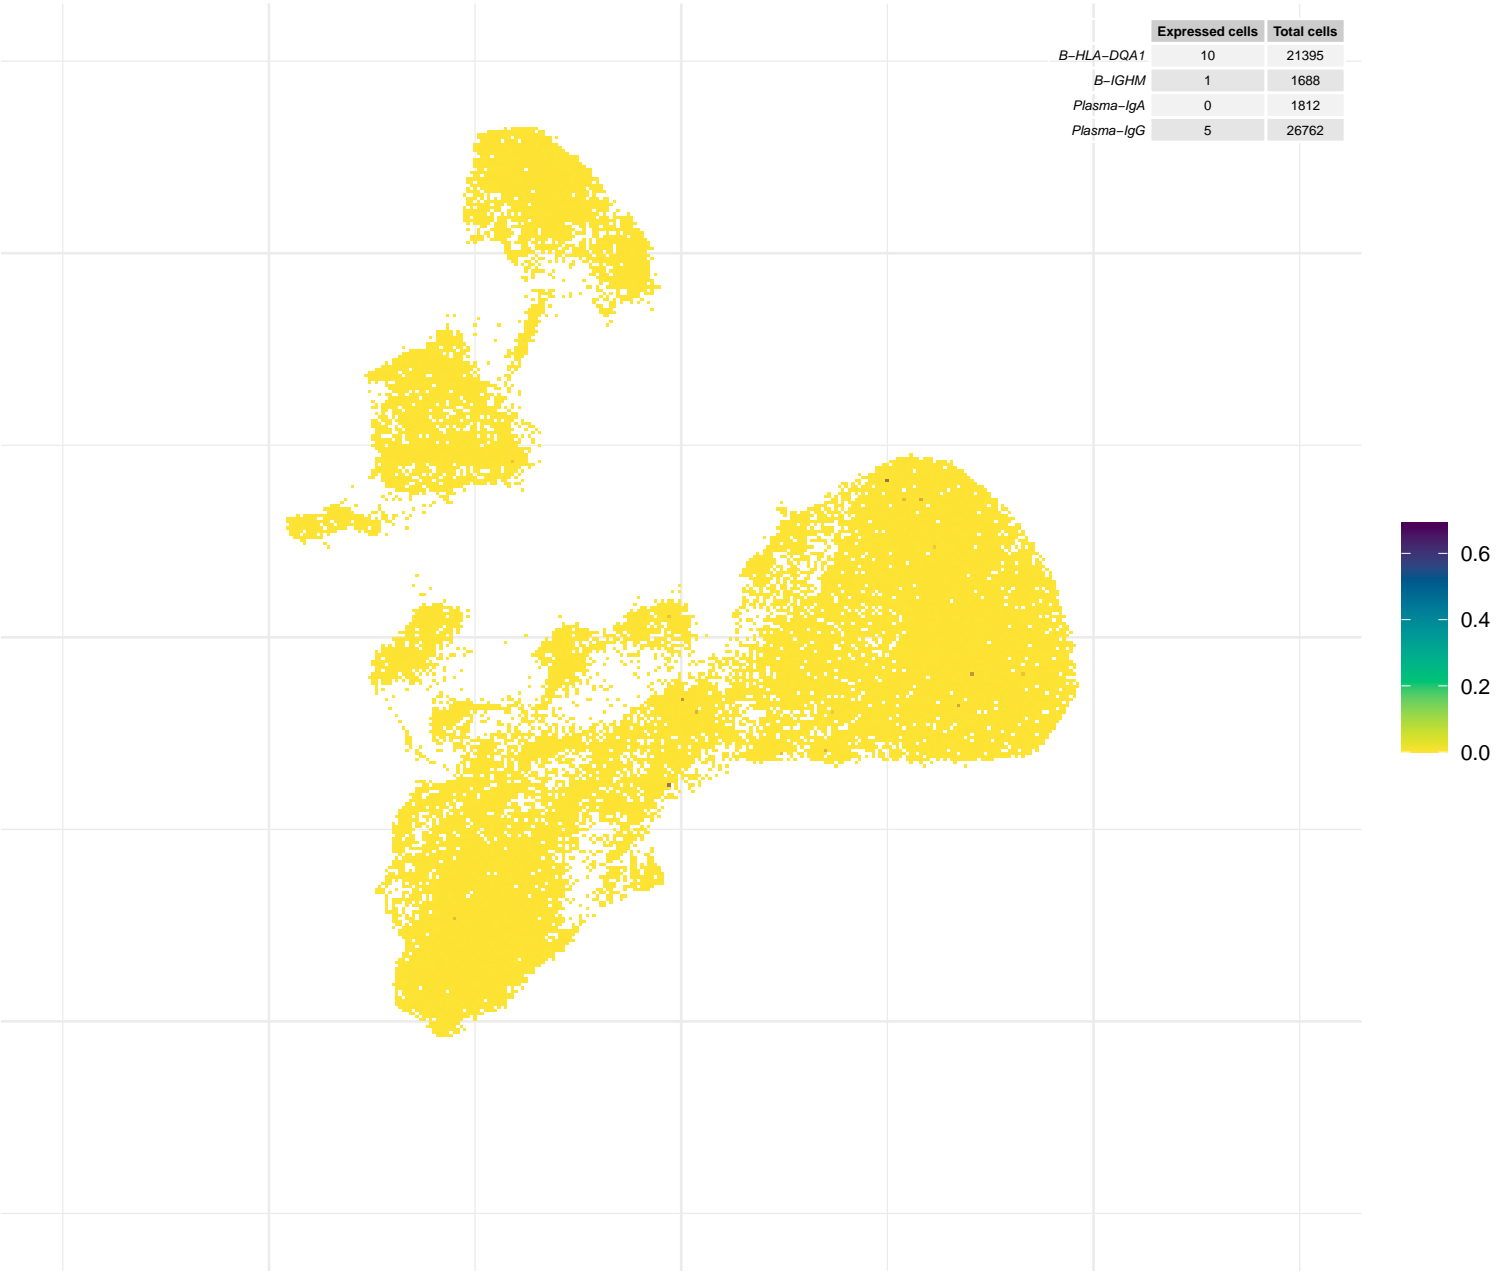 Expressed cells Total cells
B−HLA−DQA1 10 21395
B−IGHM 1 1688
Plasma−IgA 0 1812
Plasma−IgG 5 26762
0.6
0.4
0.2
0.0